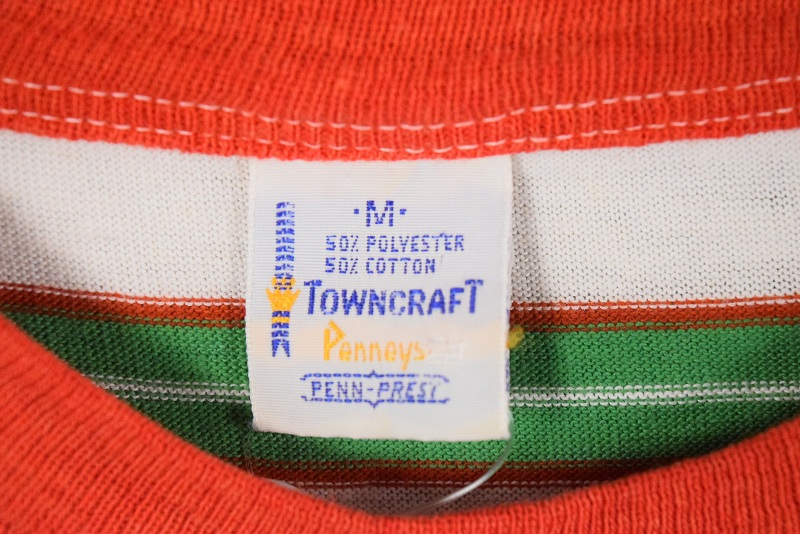 ·M·
50% POLYESTER
50% COTTON
TOWNCRAFT
Penneys
PENN-PREST